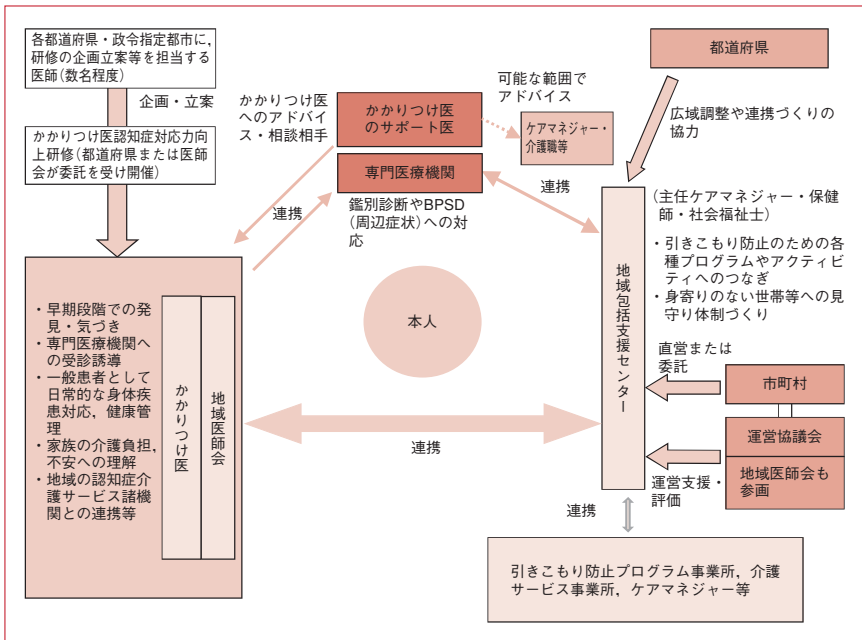 各都道府県・政令指定都市に，
研修の企画立案等を担当する
医師（数名程度）
企画・立案
かかりつけ医認知症対応力向
上研修（都道府県または医師
会が委託を受け開催）
かかりつけ医
へのアドバイ
ス・相談相手
かかりつけ医
のサポート医
専門医療機関
鑑別診断やBPSD
（周辺症状）への対
応
可能な範囲で
アドバイス
ケアマネジャー・
介護職等
連携
連携
都道府県
広域調整や連携づくりの
協力
（主任ケアマネジャー・保健
師・社会福祉士）
・引きこもり防止のための各
種プログラムやアクティビ
ティへのつなぎ
・身寄りのない世帯等への見
守り体制づくり
・早期段階での発
見・気づき
・専門医療機関へ
の受診誘導
・一般患者として
日常的な身体疾
患対応，健康管
理
・家族の介護負担，
不安への理解
・地域の認知症介
護サービス諸機
関との連携等
かかりつけ医
地域医師会
本人
連携
地域包括支援センター
直営または
委託
市町村
運営協議会
地域医師会も
参画
運営支援・
評価
連携
引きこもり防止プログラム事業所，介護
サービス事業所，ケアマネジャー等